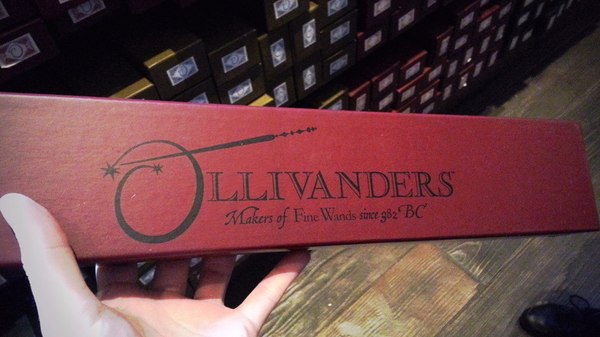 OLLIVANDERS
Makers of Fine Wands since 382 BC